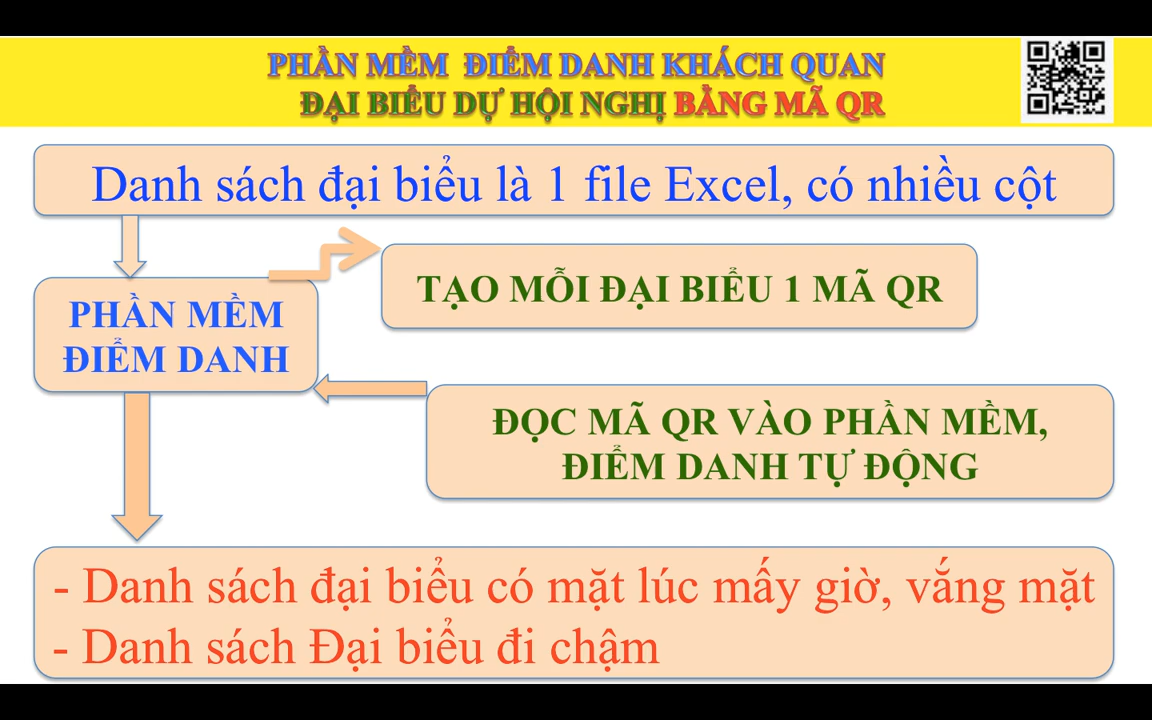 PHẦN MỀM ĐIỂM DANH KHÁCH QUAN
ĐẠI BIỂU DỰ HỘI NGHỊ BẰNG MÃ QR
Danh sách đại biểu là 1 file Excel, có nhiều cột
TẠO MỖI ĐẠI BIỂU 1 MÃ QR
PHẦN MỀM
ĐIỂM DANH
ĐỌC MÃ QR VÀO PHẦN MỀM,
ĐIỂM DANH TỰ ĐỘNG
- Danh sách đại biểu có mặt lúc mấy giờ, vắng mặt
- Danh sách Đại biểu đi chậm